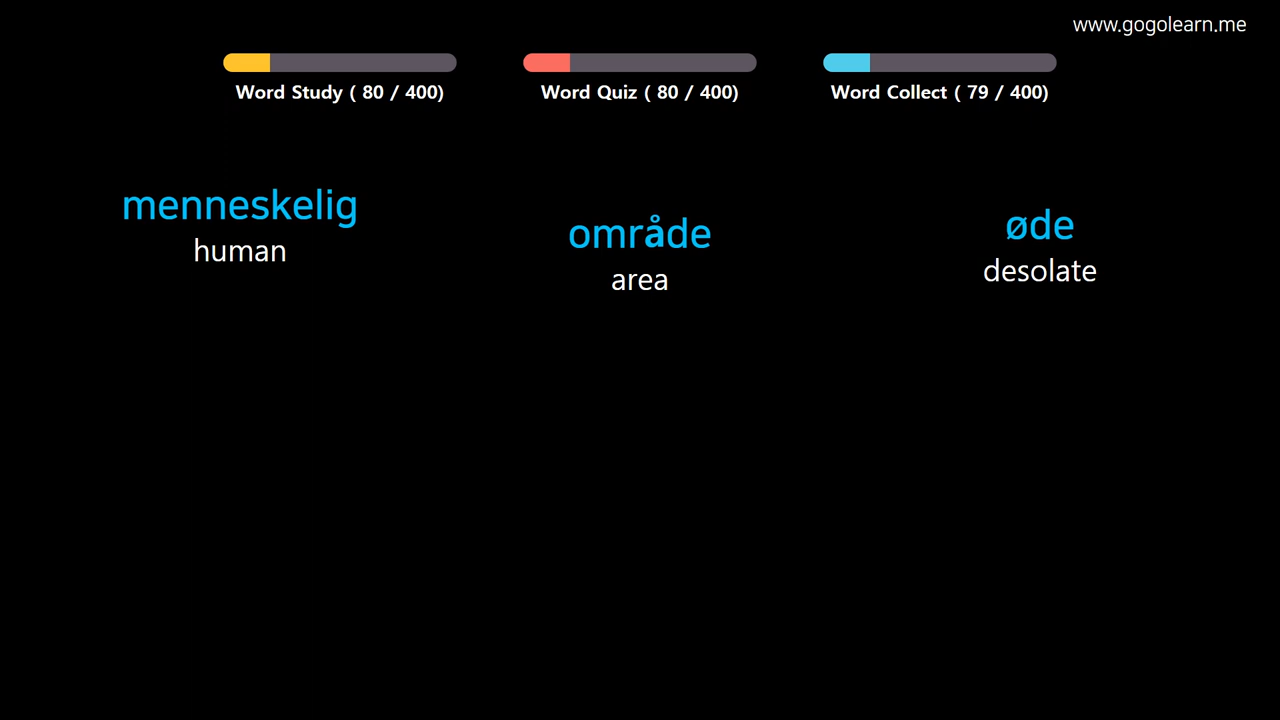 www.gogolearn.me
Word Study ( 80 / 400)
Word Quiz ( 80 / 400)
Word Collect ( 79 / 400)
menneskelig
human
område
area
øde
desolate